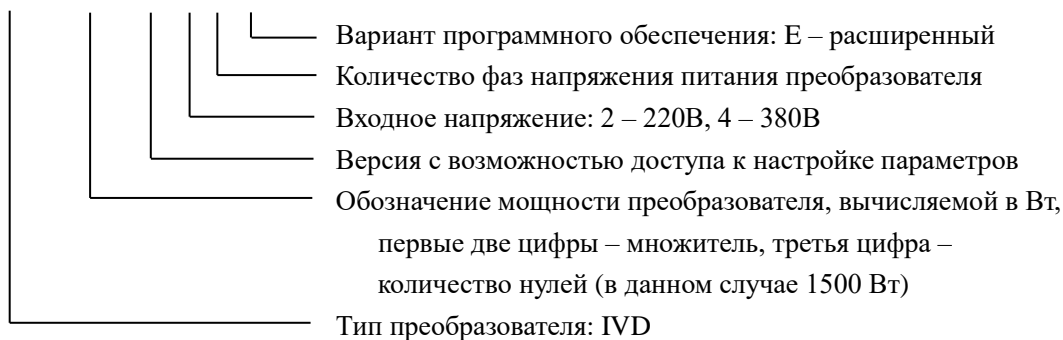 Вариант программного обеспечения: Е – расширенный
Количество фаз напряжения питания преобразователя
Входное напряжение: 2 – 220В, 4 – 380В
Версия с возможностью доступа к настройке параметров
Обозначение мощности преобразователя, вычисляемой в Вт,
первые две цифры – множитель, третья цифра –
количество нулей (в данном случае 1500 Вт)
Тип преобразователя: IVD